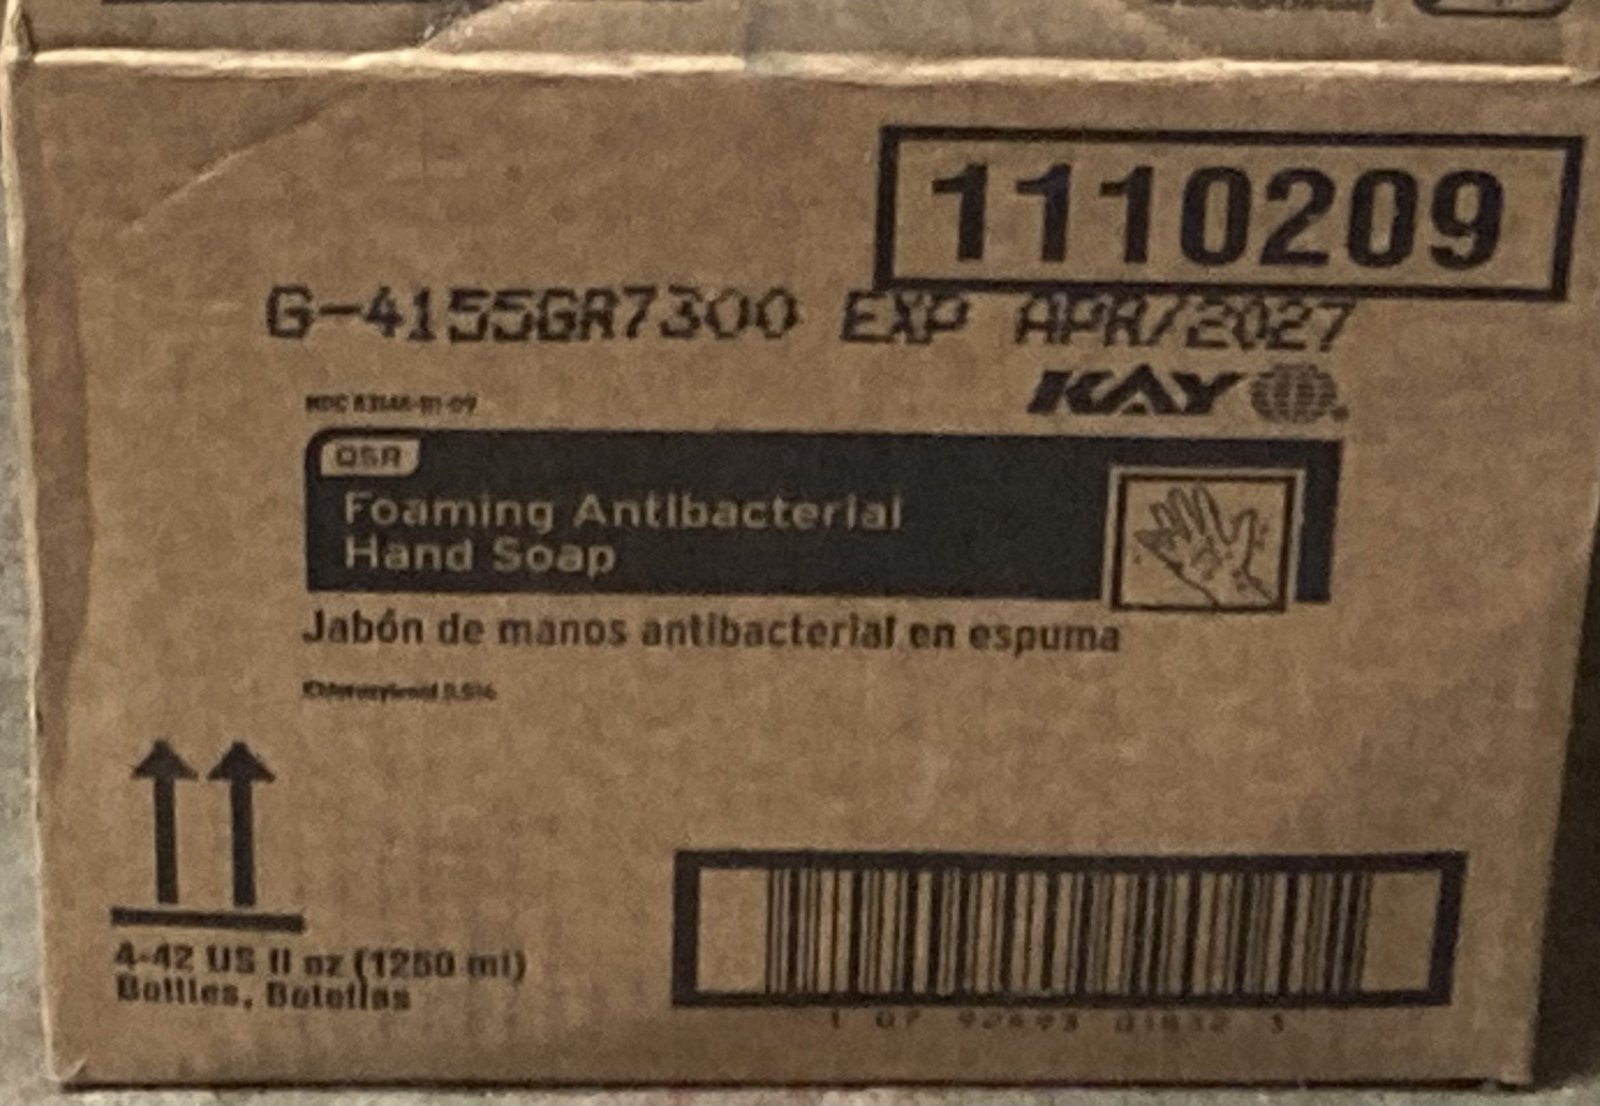 1110209
G-4155GR7300 EXP APR/2027
KAY
QSR
Foaming Antibacterial
Hand Soap
Jabón de manos antibacterial en espuma
4-42 US fl oz (1250 ml)
Bottles, Botellas